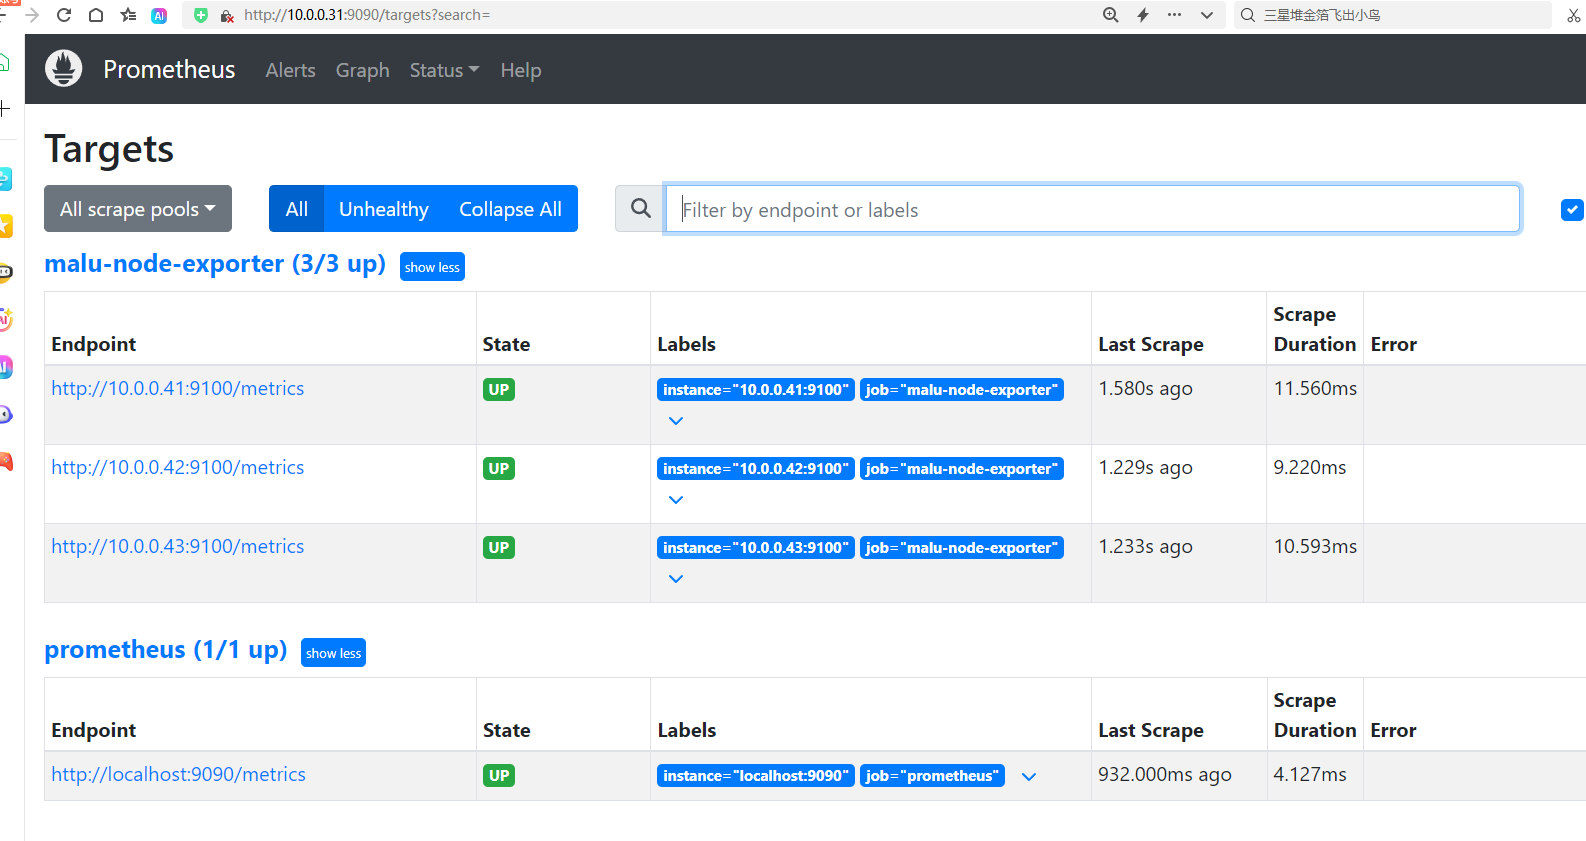 http://10.0.0.31:9090/targets?search=
三星堆金箔飞出小鸟
Prometheus Alerts Graph Status Help
Targets
All scrape pools All Unhealthy Collapse All Filter by endpoint or labels
malu-node-exporter (3/3 up) show less
Endpoint State Labels Last Scrape Scrape Duration Error
http://10.0.0.41:9100/metrics UP instance="10.0.0.41:9100" job="malu-node-exporter" 1.580s ago 11.560ms
http://10.0.0.42:9100/metrics UP instance="10.0.0.42:9100" job="malu-node-exporter" 1.229s ago 9.220ms
http://10.0.0.43:9100/metrics UP instance="10.0.0.43:9100" job="malu-node-exporter" 1.233s ago 10.593ms
prometheus (1/1 up) show less
Endpoint State Labels Last Scrape Scrape Duration Error
http://localhost:9090/metrics UP instance="localhost:9090" job="prometheus" 932.000ms ago 4.127ms